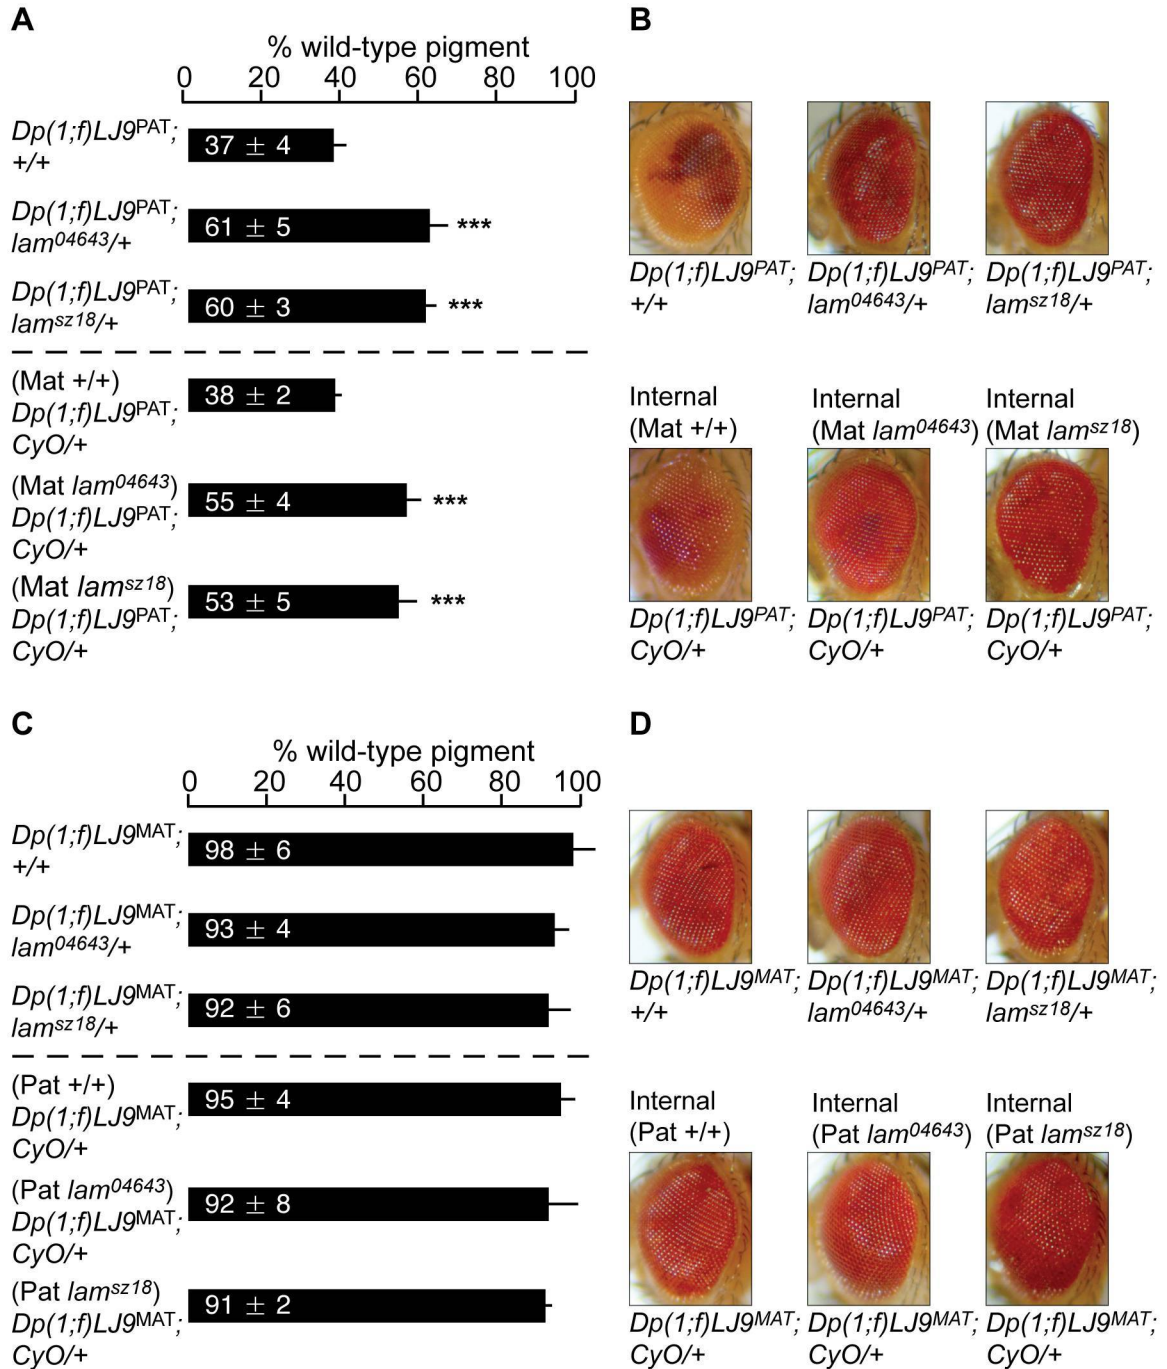 A
% wild-type pigment
0 20 40 60 80 100
Dp(1;f)LJ9PAT;
+/+
37 ± 4
Dp(1;f)LJ9PAT;
lam04643/+
61 ± 5 ***
Dp(1;f)LJ9PAT;
lamsz18/+
60 ± 3 ***
(Mat +/+)
Dp(1;f)LJ9PAT;
CyO/+
38 ± 2
(Mat lam04643)
Dp(1;f)LJ9PAT;
CyO/+
55 ± 4 ***
(Mat lamsz18)
Dp(1;f)LJ9PAT;
CyO/+
53 ± 5 ***
B
Dp(1;f)LJ9PAT;
+/+
Dp(1;f)LJ9PAT;
lam04643/+
Dp(1;f)LJ9PAT;
lamsz18/+
Internal
(Mat +/+)
Internal
(Mat lam04643)
Internal
(Mat lamsz18)
Dp(1;f)LJ9PAT;
CyO/+
Dp(1;f)LJ9PAT;
CyO/+
Dp(1;f)LJ9PAT;
CyO/+
C
% wild-type pigment
0 20 40 60 80 100
Dp(1;f)LJ9MAT;
+/+
98 ± 6
Dp(1;f)LJ9MAT;
lam04643/+
93 ± 4
Dp(1;f)LJ9MAT;
lamsz18/+
92 ± 6
(Pat +/+)
Dp(1;f)LJ9MAT;
CyO/+
95 ± 4
(Pat lam04643)
Dp(1;f)LJ9MAT;
CyO/+
92 ± 8
(Pat lamsz18)
Dp(1;f)LJ9MAT;
CyO/+
91 ± 2
D
Dp(1;f)LJ9MAT;
+/+
Dp(1;f)LJ9MAT;
lam04643/+
Dp(1;f)LJ9MAT;
lamsz18/+
Internal
(Pat +/+)
Internal
(Pat lam04643)
Internal
(Pat lamsz18)
Dp(1;f)LJ9MAT;
CyO/+
Dp(1;f)LJ9MAT;
CyO/+
Dp(1;f)LJ9MAT;
CyO/+